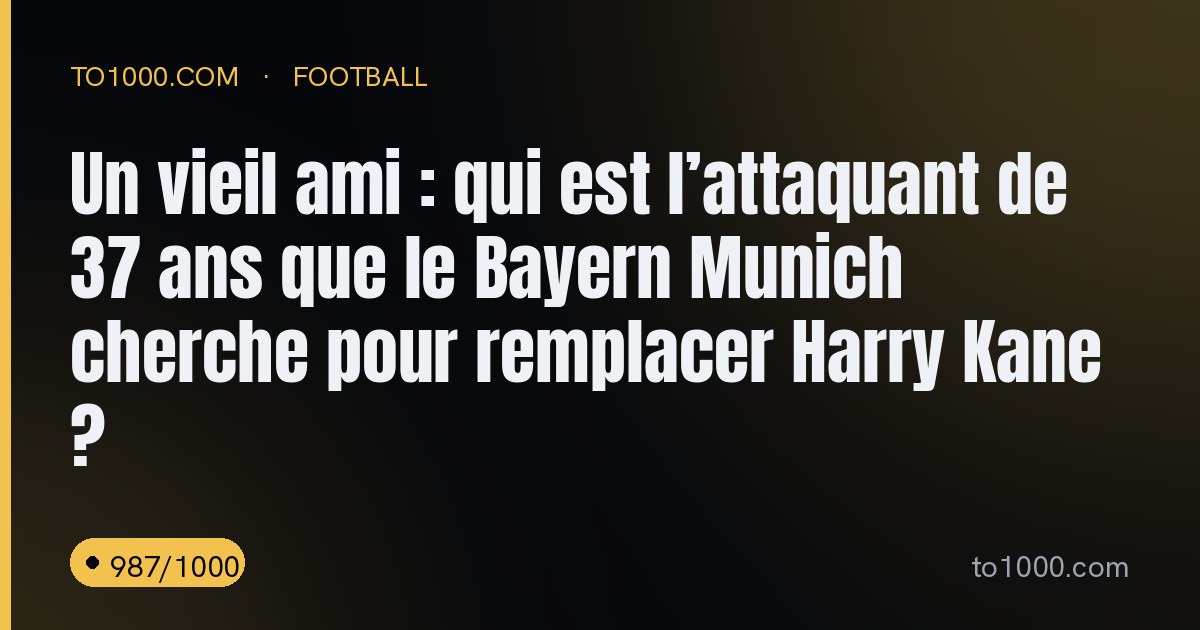 TO1000.COM · FOOTBALL
Un vieil ami : qui est l’attaquant de
37 ans que le Bayern Munich
cherche pour remplacer Harry Kane
?
987/1000
to1000.com